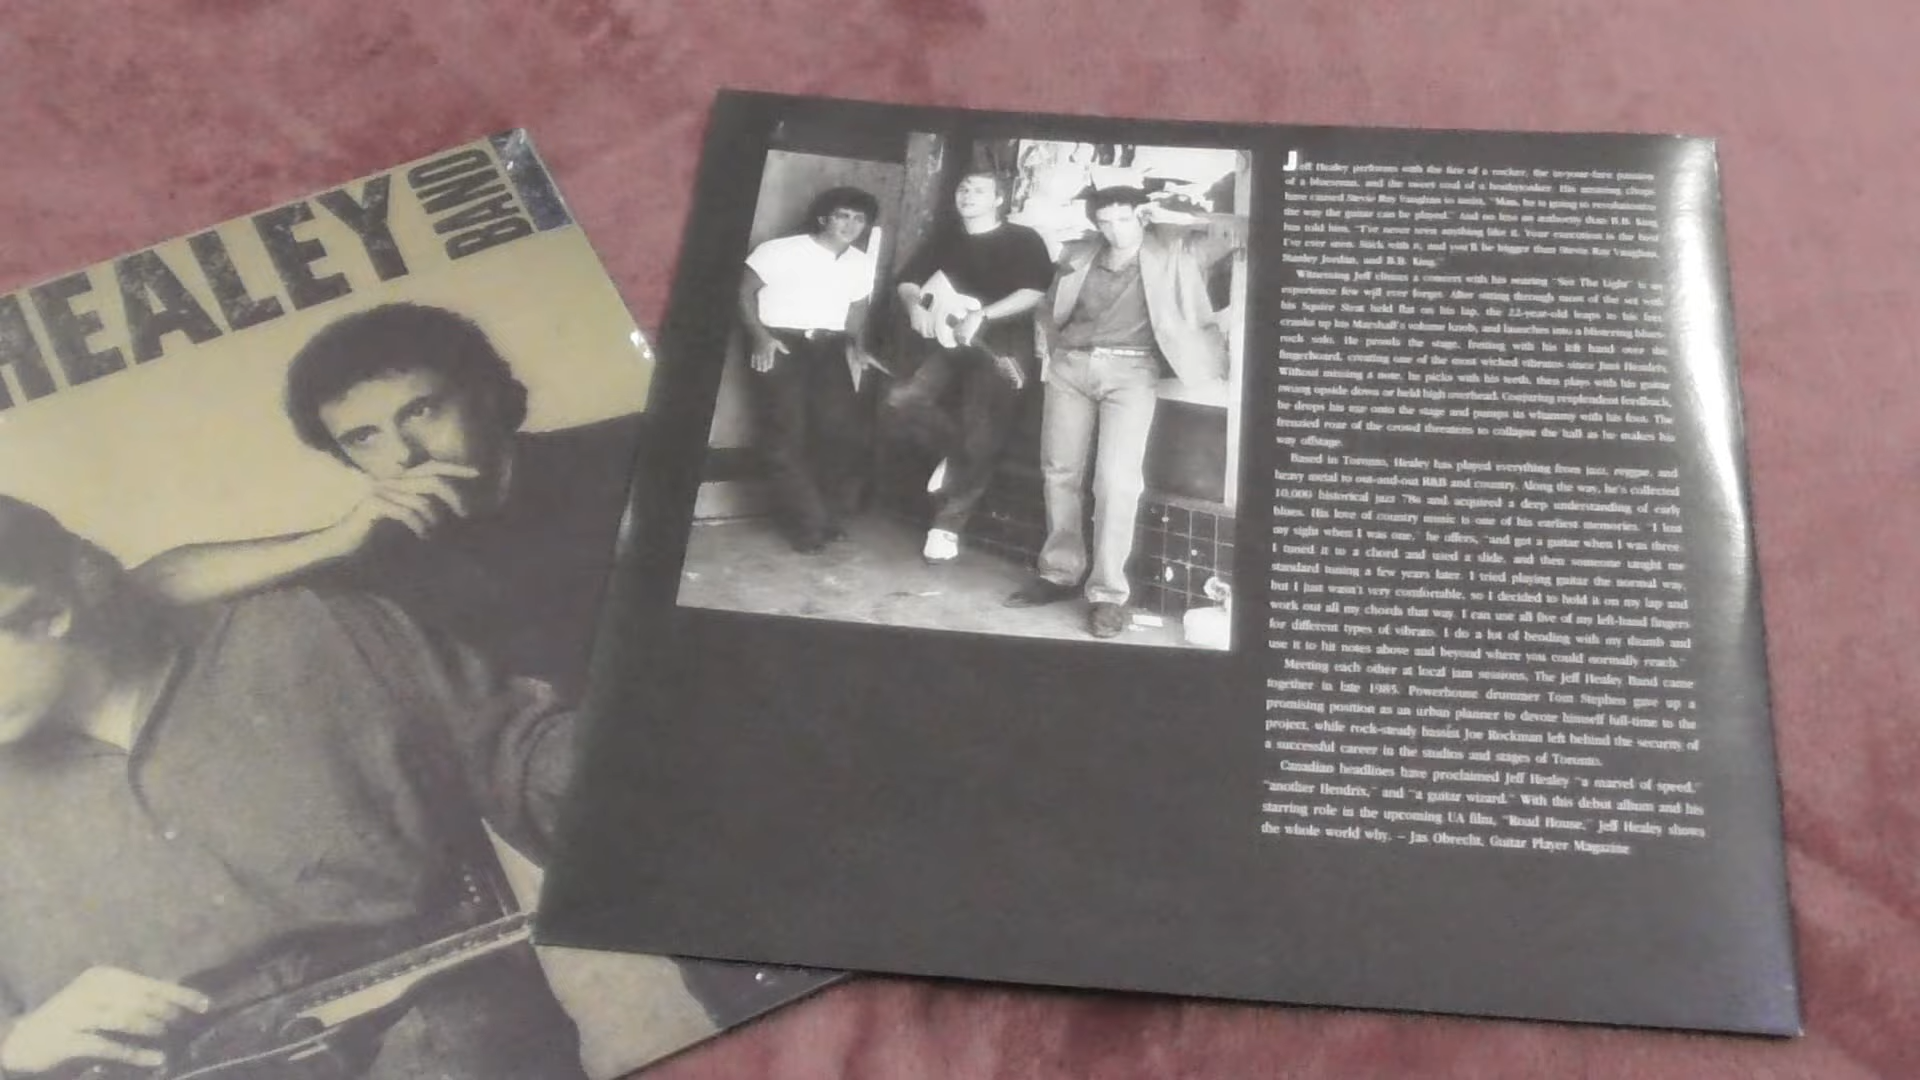 HEALEY
BAND
Jeff Healey performs with the fire of a rocker, the in-your-face passion
of a bluesman, and the sweet soul of a honkytonker. His amazing chops
have caused Stevie Ray Vaughan to insist, "Man, he is going to revolutionize
the way the guitar can be played." And no less an authority than B.B. King
has told him, "I've never seen anything like it. Your execution is the best
I've ever seen. Stick with it, and you'll be bigger than Stevie Ray Vaughan,
Stanley Jordan, and B.B. King."
Witnessing Jeff climax a concert with his searing "See The Light" is an
experience few will ever forget. After sitting through most of the set with
his Squire Strat held flat on his lap, the 22-year-old leaps to his feet,
cranks up his Marshall's volume knob, and launches into a blistering blues-
rock solo. He prowls the stage, fretting with his left hand over the
fingerboard, creating one of the most wicked vibratos since Jimi Hendrix.
Without missing a note, he picks with his teeth, then plays with his guitar
swung upside down or held high overhead. Conjuring resplendent feedback,
he drops his axe onto the stage and pumps its whammy with his foot. The
frenzied roar of the crowd threatens to collapse the hall as he makes his
way offstage.
Based in Toronto, Healey has played everything from jazz, reggae, and
heavy metal to out-and-out R&B and country. Along the way, he's collected
10,000 historical jazz 78s and acquired a deep understanding of early
blues. His love of country music is one of his earliest memories. "I lost
my sight when I was one," he offers, "and got a guitar when I was three.
I tuned it to a chord and used a slide, and then someone taught me
standard tuning a few years later. I tried playing guitar the normal way,
but I just wasn't very comfortable, so I decided to hold it on my lap and
work out all my chords that way. I can use all five of my left-hand fingers
for different types of vibrato. I do a lot of bending with my thumb and
use it to hit notes above and beyond where you could normally reach."
Meeting each other at local jam sessions, The Jeff Healey Band came
together in late 1985. Powerhouse drummer Tom Stephen gave up a
promising position as an urban planner to devote himself full-time to the
project, while rock-steady bassist Joe Rockman left behind the security of
a successful career in the studios and stages of Toronto.
Canadian headlines have proclaimed Jeff Healey "a marvel of speed,"
"another Hendrix," and "a guitar wizard." With this debut album and his
starring role in the upcoming UA film, "Road House," Jeff Healey shows
the whole world why. – Jas Obrecht, Guitar Player Magazine